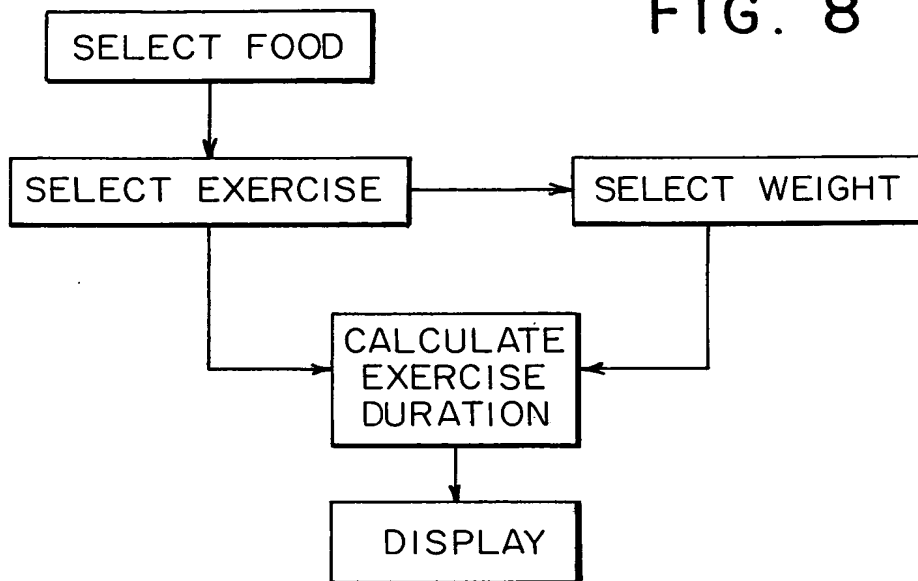 FIG. 8
SELECT FOOD
SELECT EXERCISE
SELECT WEIGHT
CALCULATE
EXERCISE
DURATION
DISPLAY